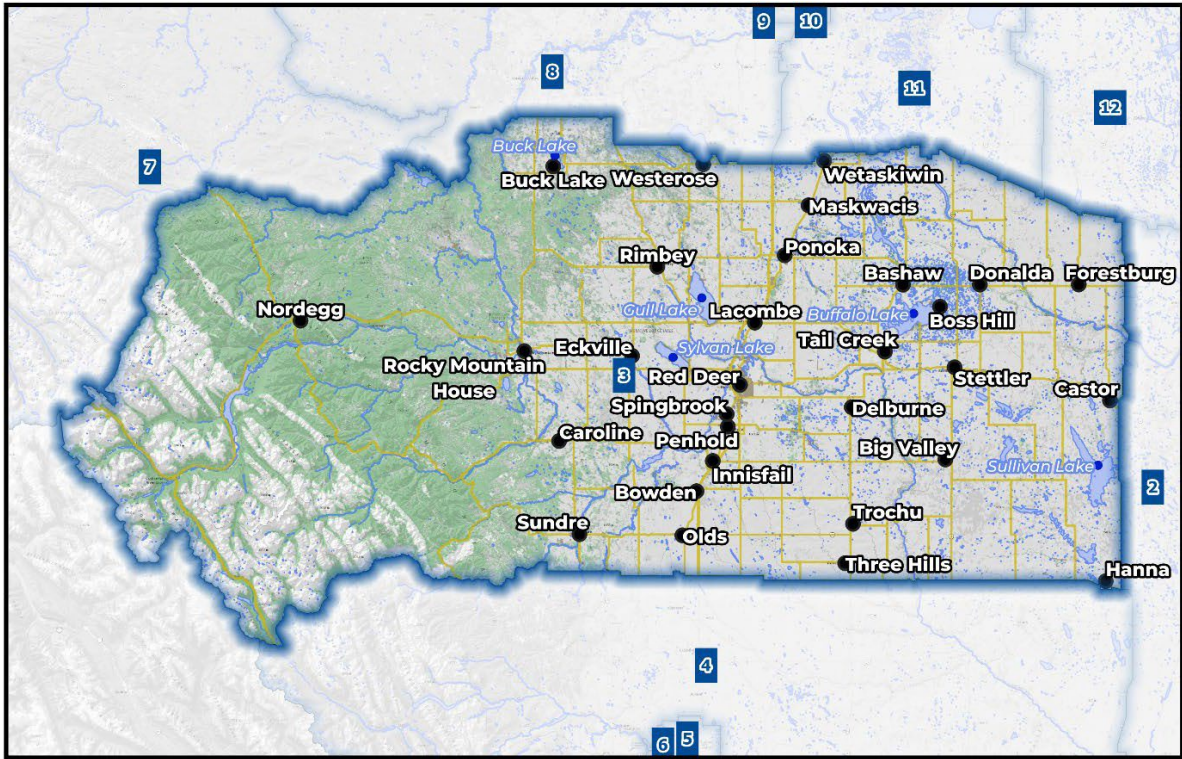 9
10
8
11
12
7
Buck Lake
Buck Lake
Westerose
Wetaskiwin
Maskwacis
Ponoka
Rimbey
Bashaw
Donalda
Forestburg
Gull Lake
Nordegg
Lacombe
Buffalo Lake
Boss Hill
Tail Creek
Eckville
Sylvan Lake
Rocky Mountain
House
3
Red Deer
Stettler
Castor
Spingbrook
Delburne
Caroline
Penhold
Big Valley
Sullivan Lake
Innisfail
2
Bowden
Sundre
Olds
Trochu
Three Hills
Hanna
4
6
5